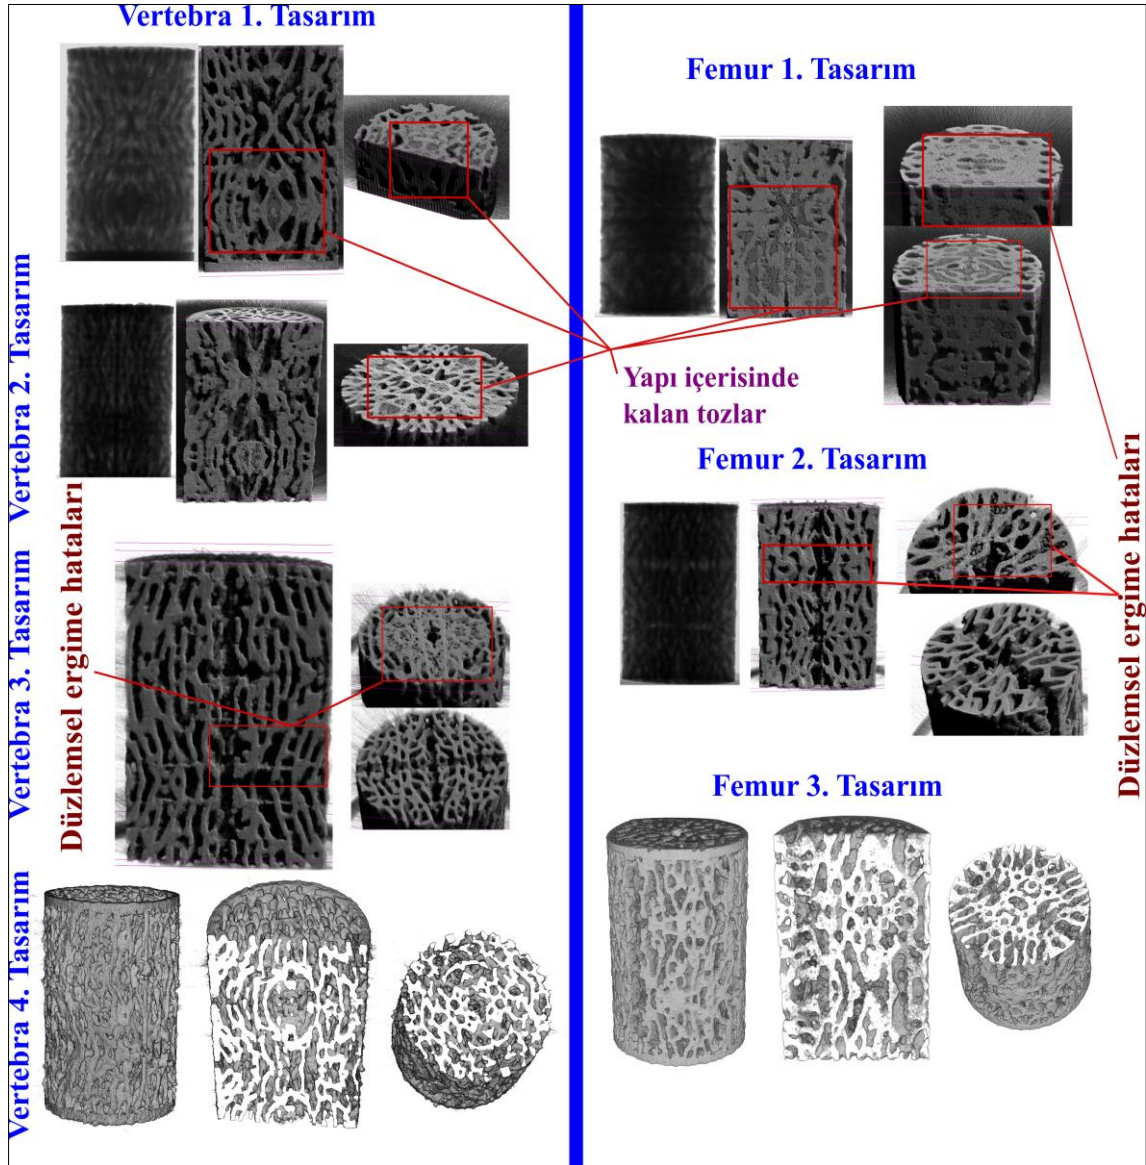 Vertebra 1. Tasarım
Vertebra 2. Tasarım
Vertebra 3. Tasarım
Düzlemsel ergime hataları
Vertebra 4. Tasarım
Femur 1. Tasarım
Yapı içerisinde
kalan tozlar
Femur 2. Tasarım
Düzlemsel ergime hataları
Femur 3. Tasarım